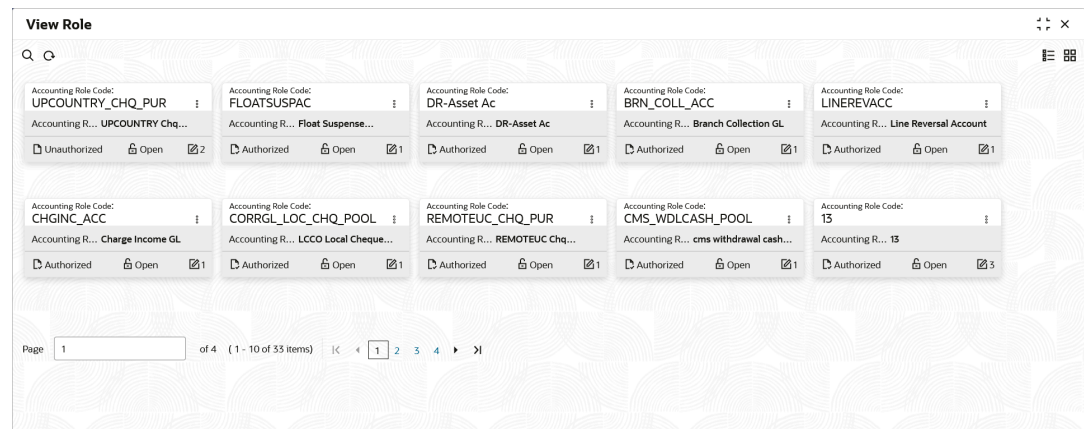 View Role
Accounting Role Code:
UPCOUNTRY_CHQ_PUR
Accounting R... UPCOUNTRY Chq...
Unauthorized Open 2
Accounting Role Code:
FLOATSUSPAC
Accounting R... Float Suspense...
Authorized Open 1
Accounting Role Code:
DR-Asset Ac
Accounting R... DR-Asset Ac
Authorized Open 1
Accounting Role Code:
BRN_COLL_ACC
Accounting R... Branch Collection GL
Authorized Open 1
Accounting Role Code:
LINEREVACC
Accounting R... Line Reversal Account
Authorized Open 1
Accounting Role Code:
CHGINC_ACC
Accounting R... Charge Income GL
Authorized Open 1
Accounting Role Code:
CORRGL_LOC_CHQ_POOL
Accounting R... LCCO Local Cheque...
Authorized Open 1
Accounting Role Code:
REMOTEUC_CHQ_PUR
Accounting R... REMOTEUC Chq...
Authorized Open 1
Accounting Role Code:
CMS_WDLCASH_POOL
Accounting R... cms withdrawal cash...
Authorized Open 1
Accounting Role Code:
13
Accounting R... 13
Authorized Open 3
Page 1 of 4 ( 1 - 10 of 33 items) 1 2 3 4